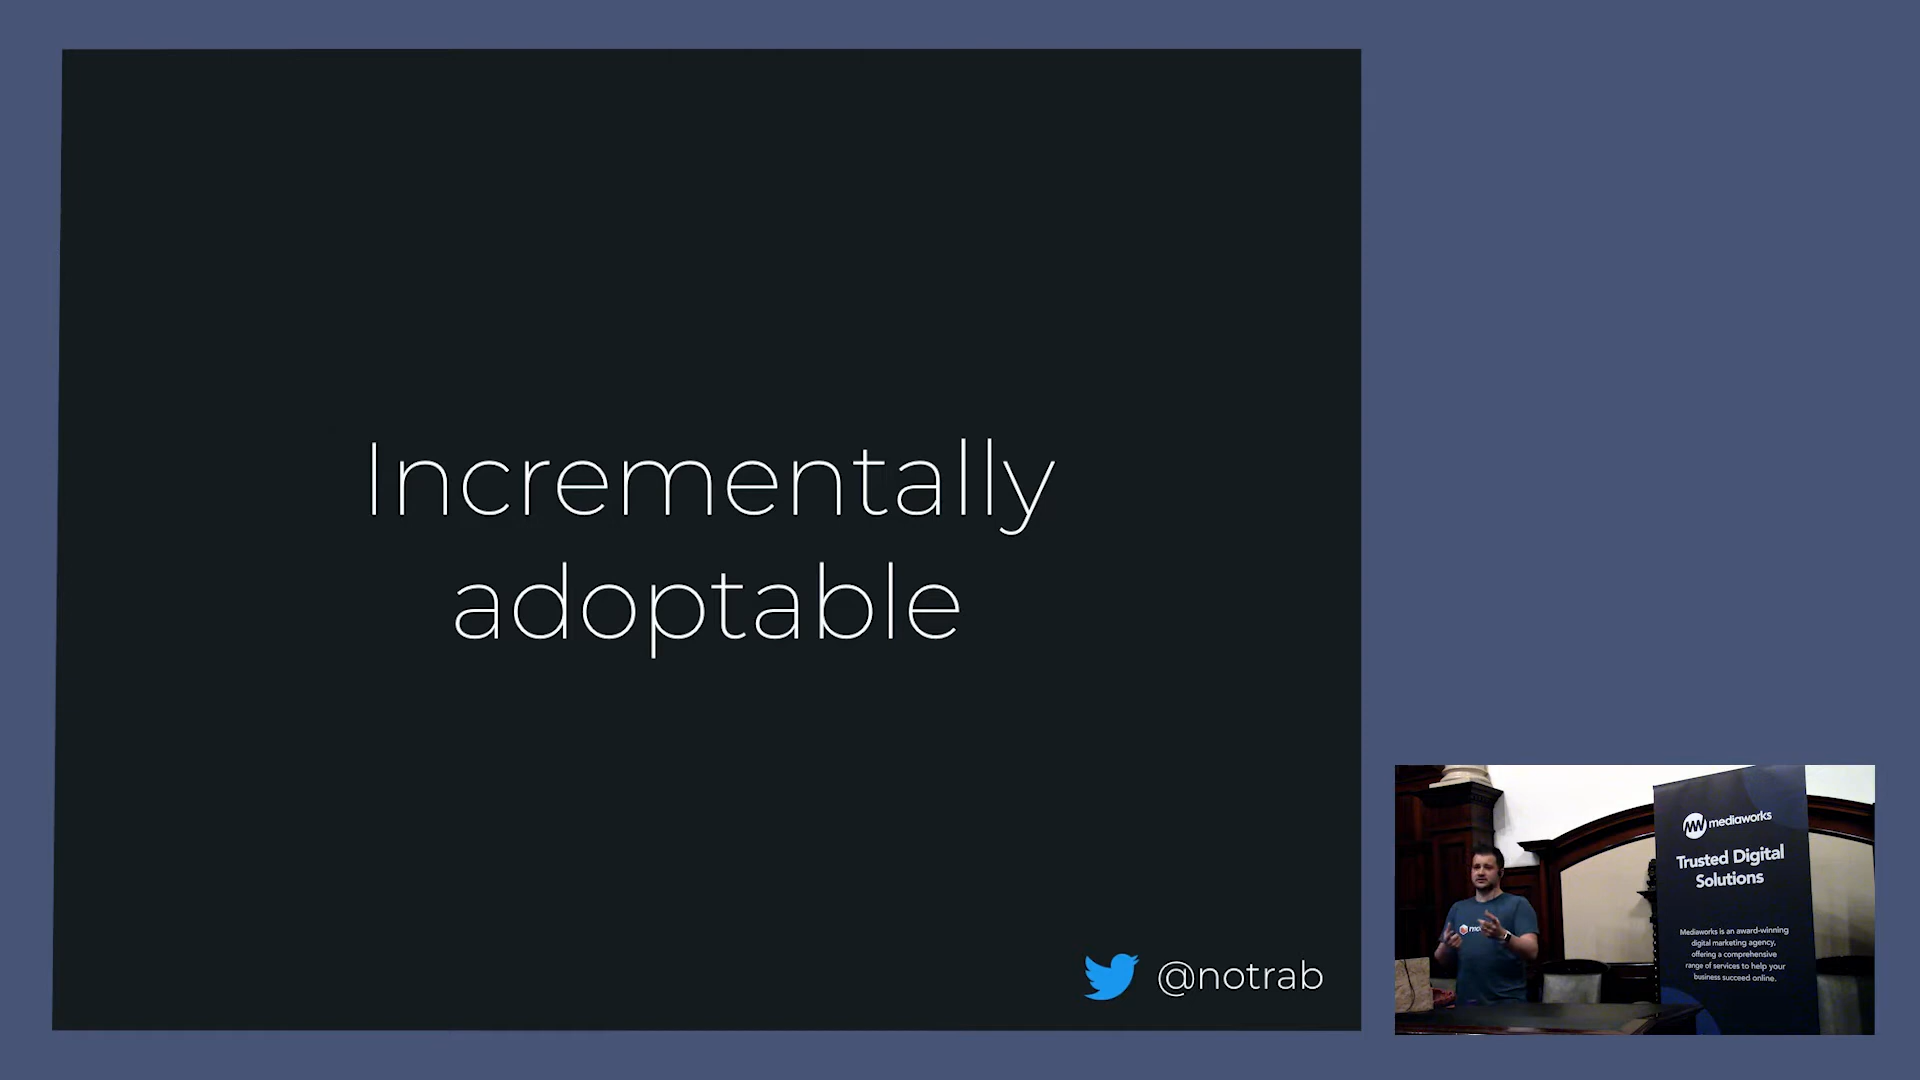 Incrementally
adoptable
@notrab
mediaworks
Trusted Digital
Solutions
Mediaworks is an award-winning
digital marketing agency,
offering a comprehensive
range of services to help your
business succeed online.